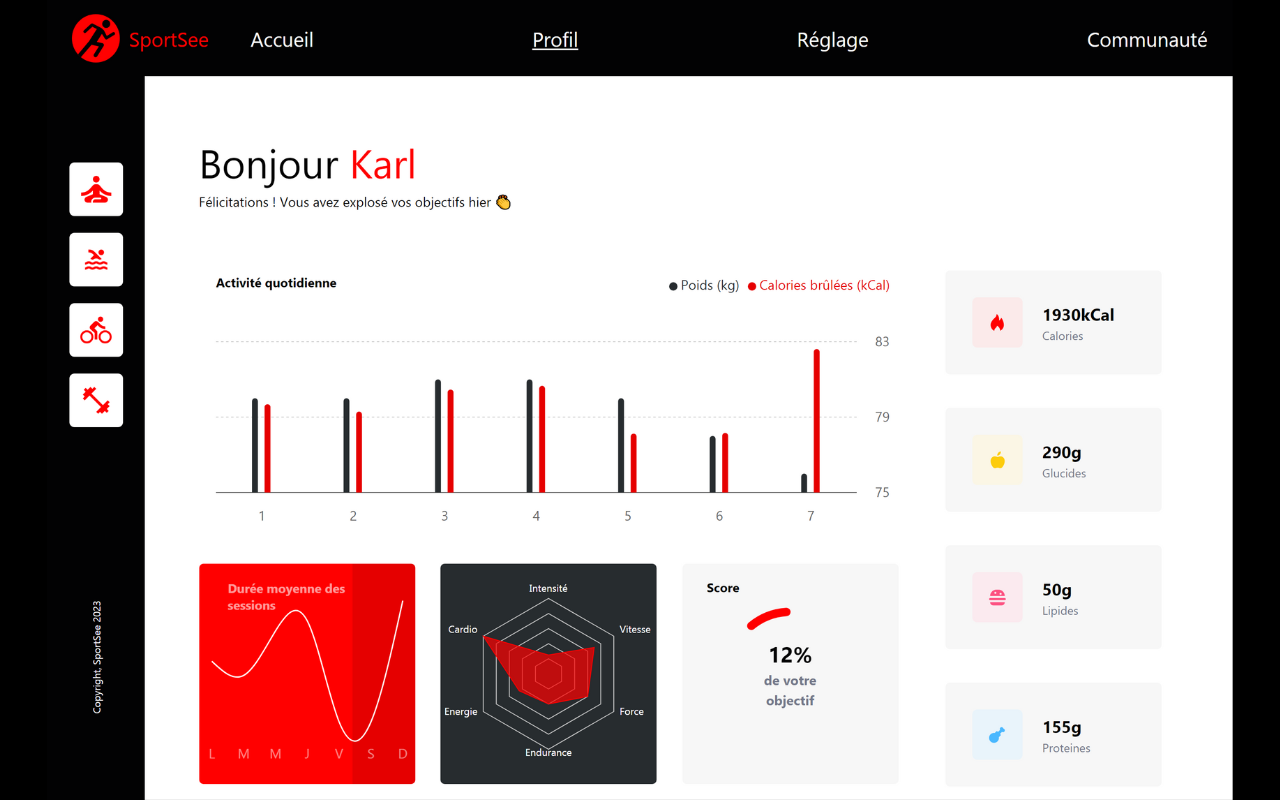 SportSee
Accueil
Profil
Réglage
Communauté
Bonjour Karl
Félicitations ! Vous avez explosé vos objectifs hier 👏
Activité quotidienne
Poids (kg)
Calories brûlées (kCal)
83
79
75
1 2 3 4 5 6 7
1930kCal
Calories
290g
Glucides
50g
Lipides
155g
Proteines
Durée moyenne des
sessions
L M M J V S D
Intensité
Vitesse
Force
Endurance
Energie
Cardio
Score
12%
de votre
objectif
Copyright, SportSee 2023